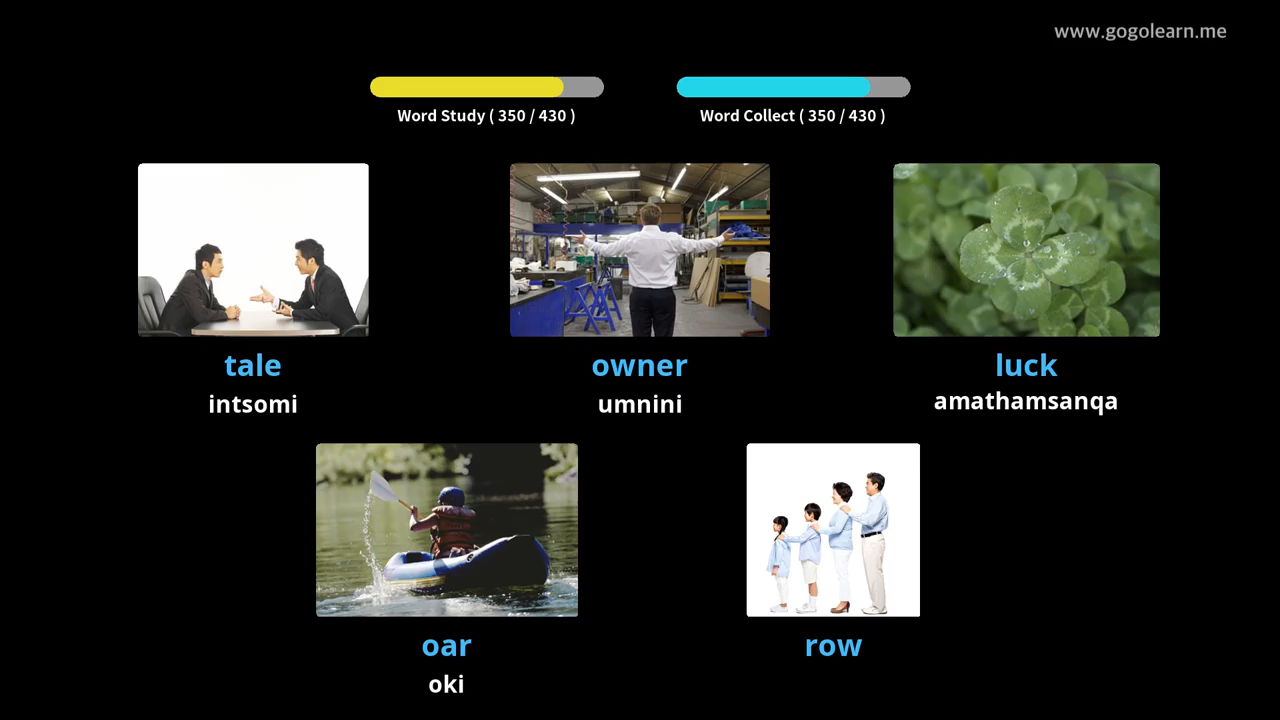 www.gogolearn.me
Word Study ( 350 / 430 )
Word Collect ( 350 / 430 )
tale
intsomi
owner
umnini
luck
amathamsanqa
oar
oki
row